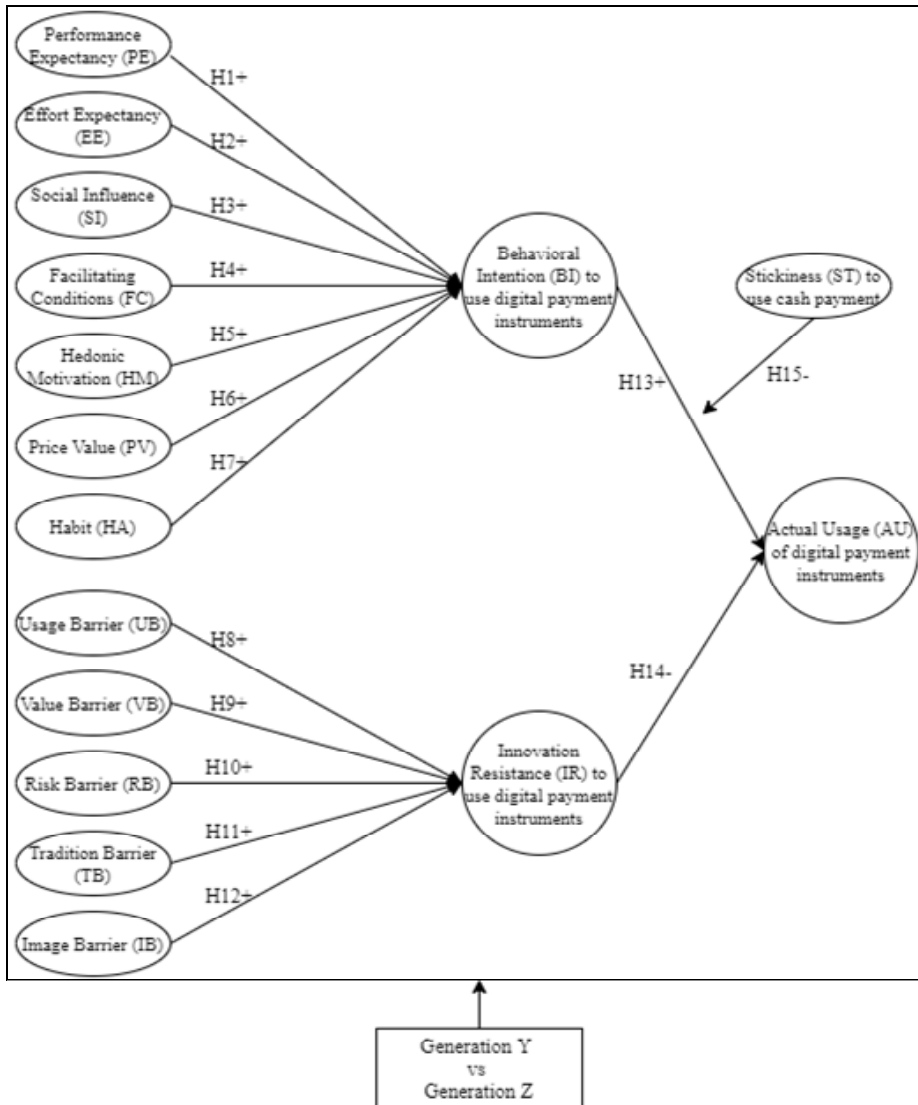 Performance
Expectancy (PE)
H1+
Effort Expectancy
(EE)
H2+
Social Influence
(SI)
H3+
Facilitating
Conditions (FC)
H4+
Hedonic
Motivation (HM)
H5+
Price Value (PV)
H6+
Habit (HA)
H7+
Behavioral
Intention (BI) to
use digital payment
instruments
Stickiness (ST) to
use cash payment
H13+
H15-
Actual Usage (AU)
of digital payment
instruments
Usage Barrier (UB)
H8+
Value Barrier (VB)
H9+
Risk Barrier (RB)
H10+
Tradition Barrier
(TB)
H11+
Image Barrier (IB)
H12+
Innovation
Resistance (IR) to
use digital payment
instruments
H14-
Generation Y
vs
Generation Z